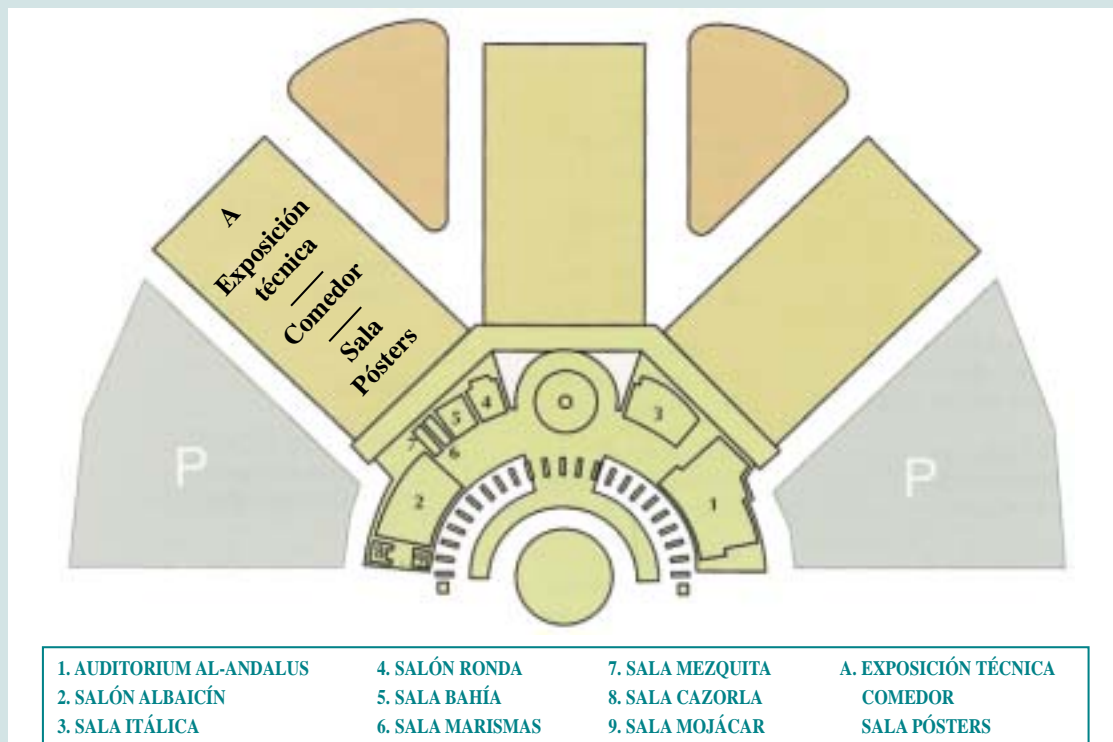 A
Exposición
técnica
Comedor
Sala
Pósters
4
5
3
7
6
2
1
P
P
1. AUDITORIUM AL-ANDALUS
2. SALÓN ALBAICÍN
3. SALA ITÁLICA
4. SALÓN RONDA
5. SALA BAHÍA
6. SALA MARISMAS
7. SALA MEZQUITA
8. SALA CAZORLA
9. SALA MOJÁCAR
A. EXPOSICIÓN TÉCNICA
COMEDOR
SALA PÓSTERS